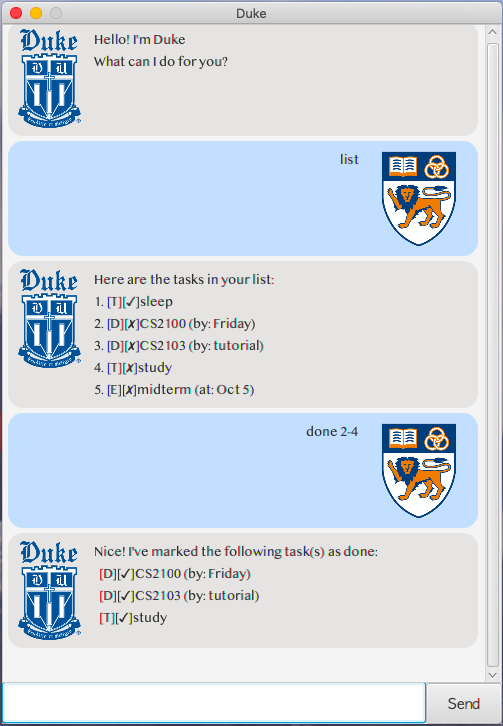 Duke
Duke
D U
Hello! I'm Duke
What can I do for you?
list
Duke
D U
Here are the tasks in your list:
1. [T][✓]sleep
2. [D][✗]CS2100 (by: Friday)
3. [D][✗]CS2103 (by: tutorial)
4. [T][✗]study
5. [E][✗]midterm (at: Oct 5)
done 2-4
Duke
D U
Nice! I've marked the following task(s) as done:
[D][✓]CS2100 (by: Friday)
[D][✓]CS2103 (by: tutorial)
[T][✓]study
Send